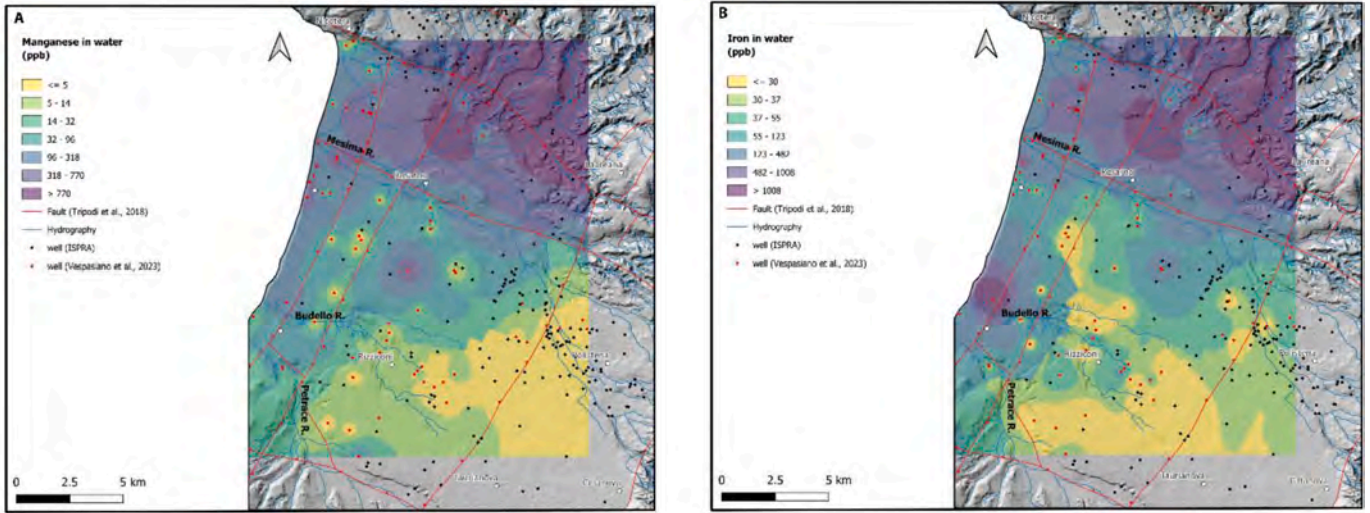 A
Nicotera
Manganese in water
(ppb)
<= 5
5 - 14
14 - 32
32 - 96
96 - 318
318 - 770
> 770
Fault (Tripodi et al., 2018)
Hydrography
well (ISPRA)
well (Vespasiano et al., 2023)
Mesima R.
Budello R.
Rizziconi
Petrace R.
0 2.5 5 km
B
Nicotera
Iron in water
(ppb)
30 - 37
37 - 55
55 - 123
482 - 1008
> 1008
Fault (Tripodi et al., 2018)
Hydrography
well (ISPRA)
well (Vespasiano et al., 2023)
Mesima R.
Budello R.
Rizziconi
Petrace R.
0 2.5 5 km